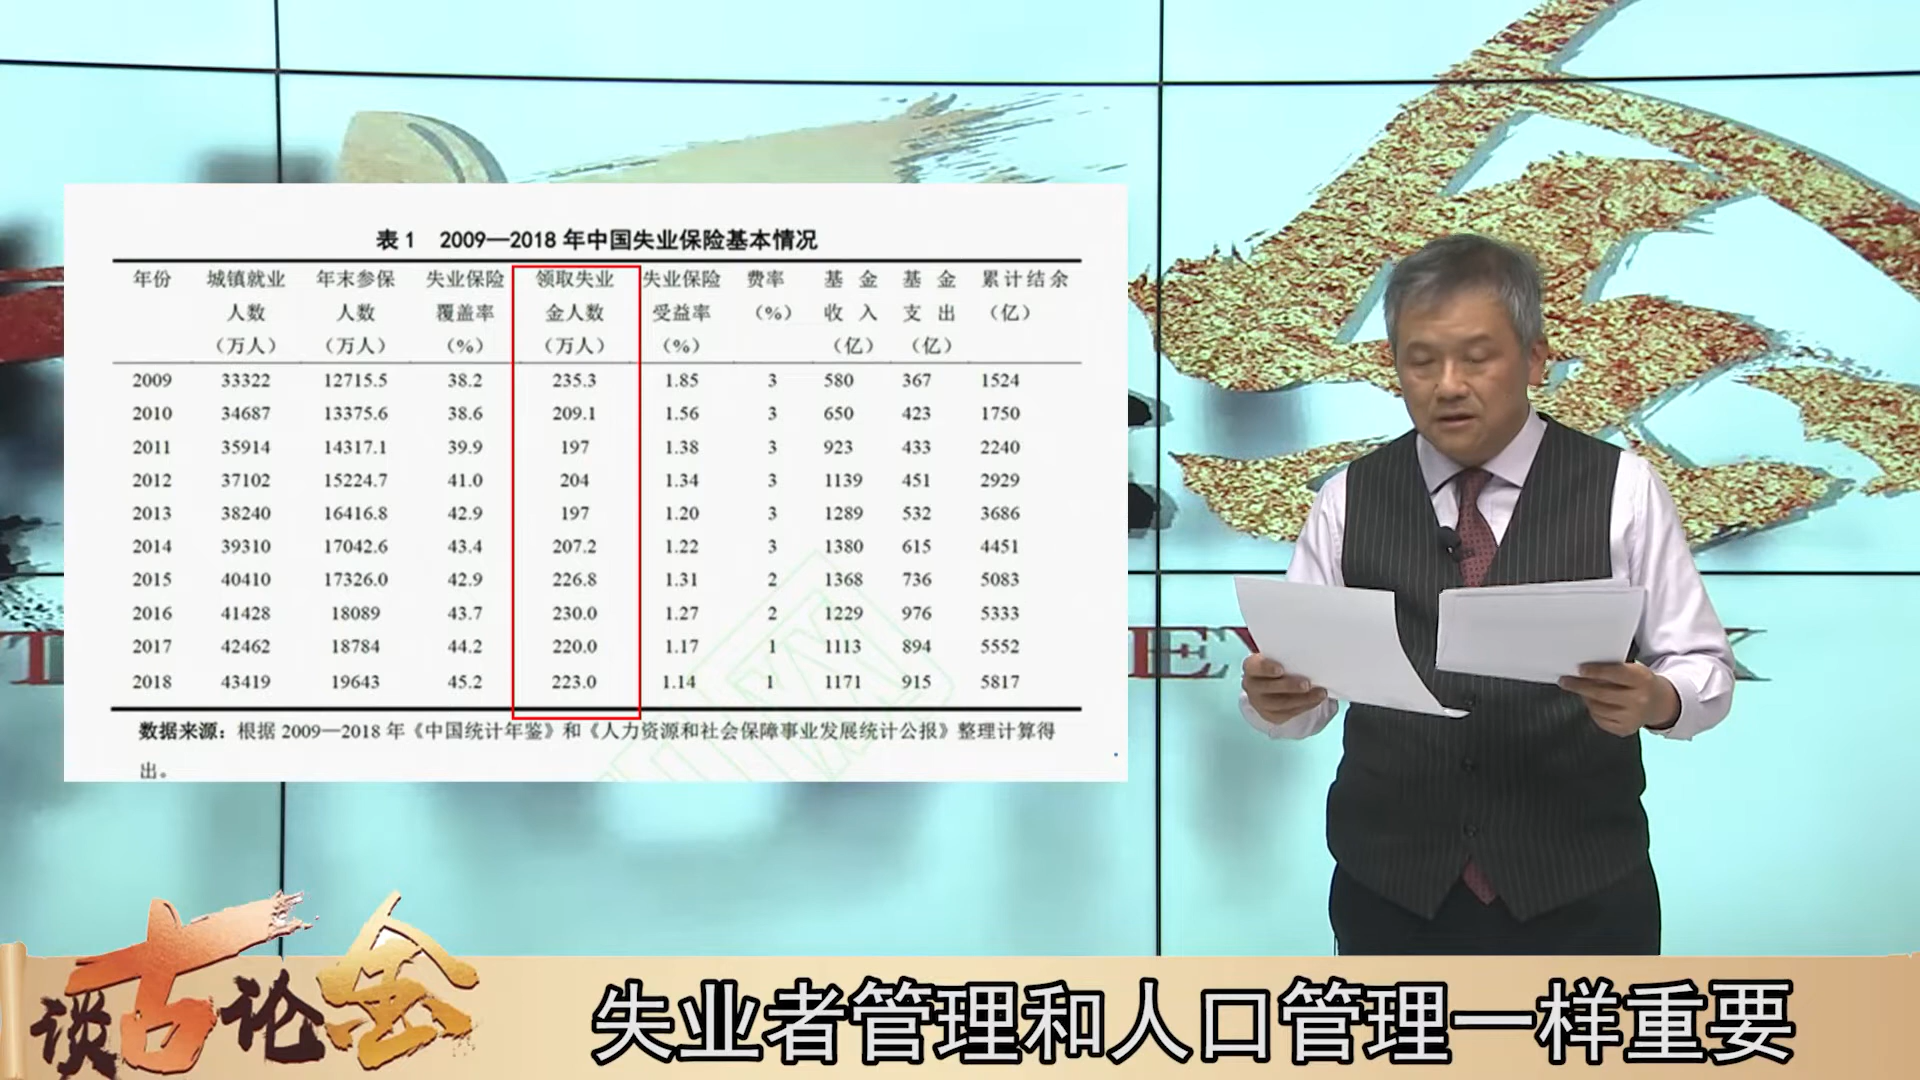 表 1 2009—2018 年中国失业保险基本情况
年份 城镇就业人数（万人） 年末参保人数（万人） 失业保险覆盖率（%） 领取失业金人数（万人） 失业保险受益率（%） 费率（%） 基金收入（亿） 基金支出（亿） 累计结余（亿）
2009 33322 12715.5 38.2 235.3 1.85 3 580 367 1524
2010 34687 13375.6 38.6 209.1 1.56 3 650 423 1750
2011 35914 14317.1 39.9 197 1.38 3 923 433 2240
2012 37102 15224.7 41.0 204 1.34 3 1139 451 2929
2013 38240 16416.8 42.9 197 1.20 3 1289 532 3686
2014 39310 17042.6 43.4 207.2 1.22 3 1380 615 4451
2015 40410 17326.0 42.9 226.8 1.31 2 1368 736 5083
2016 41428 18089 43.7 230.0 1.27 2 1229 976 5333
2017 42462 18784 44.2 220.0 1.17 1 1113 894 5552
2018 43419 19643 45.2 223.0 1.14 1 1171 915 5817
数据来源：根据 2009—2018 年《中国统计年鉴》和《人力资源和社会保障事业发展统计公报》整理计算得
出。
谈古论金
失业者管理和人口管理一样重要